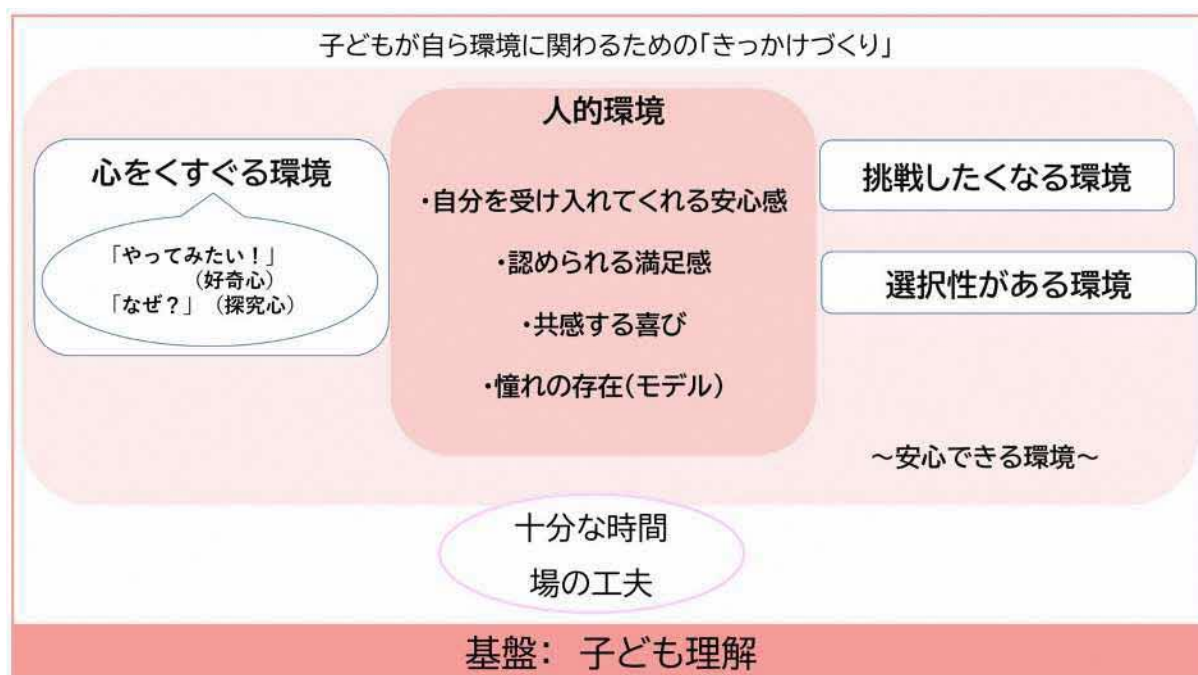 子どもが自ら環境に関わるための「きっかけづくり」
心をくすぐる環境
「やってみたい！」
（好奇心）
「なぜ？」（探究心）
人的環境
・自分を受け入れてくれる安心感
・認められる満足感
・共感する喜び
・憧れの存在（モデル）
挑戦したくなる環境
選択性がある環境
～安心できる環境～
十分な時間
場の工夫
基盤： 子ども理解